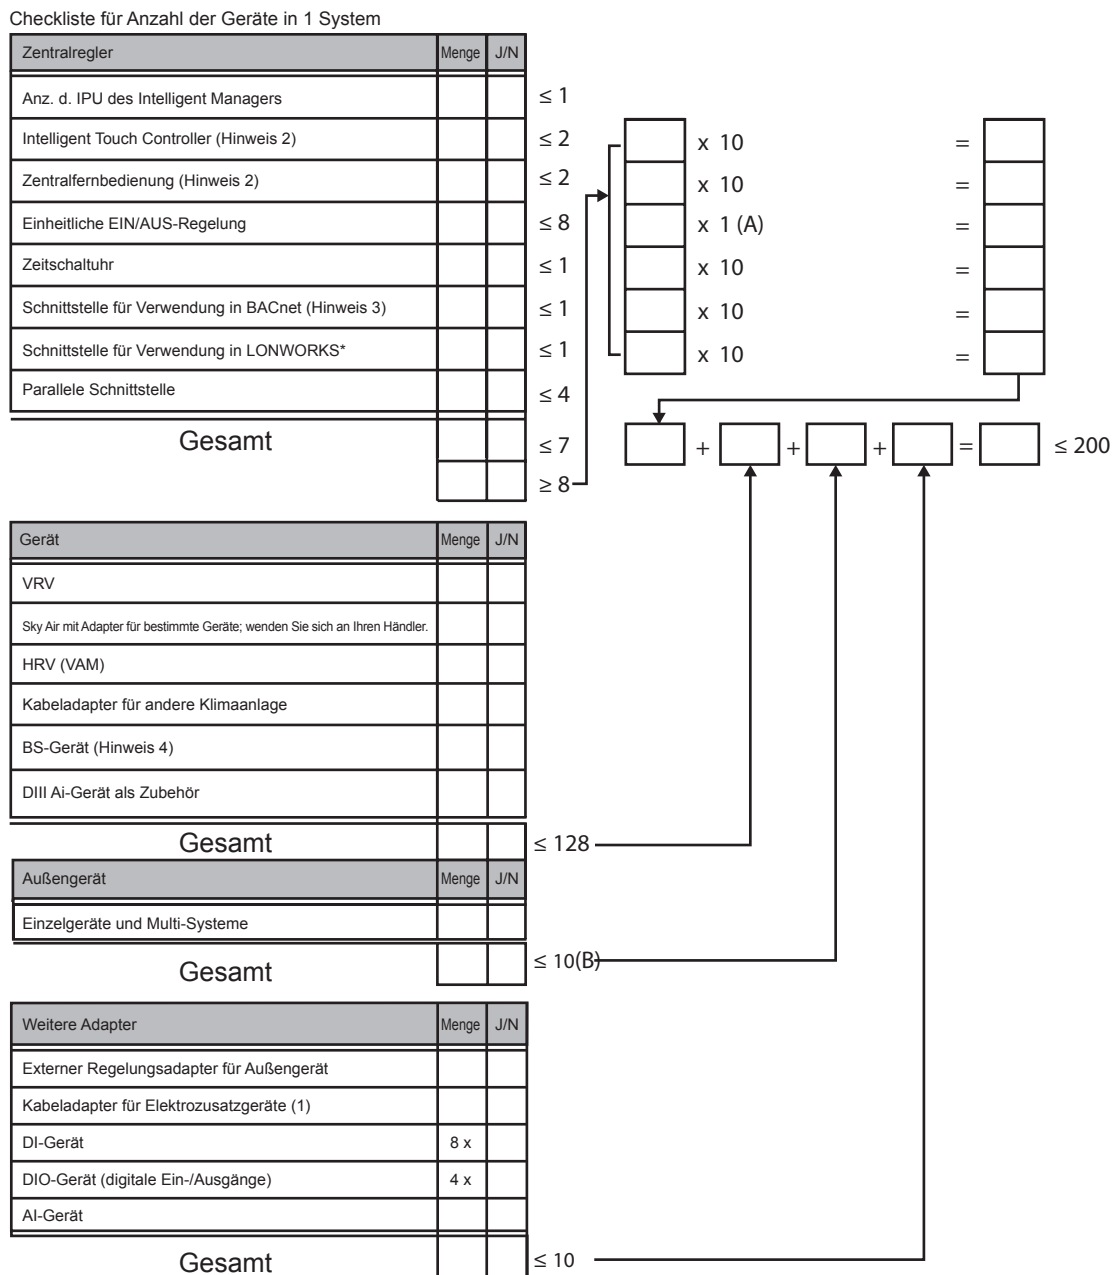 Checkliste für Anzahl der Geräte in 1 System
Zentralregler Menge J/N
Anz. d. IPU des Intelligent Managers ≤ 1
Intelligent Touch Controller (Hinweis 2) ≤ 2
Zentralfernbedienung (Hinweis 2) ≤ 2
Einheitliche EIN/AUS-Regelung ≤ 8
Zeitschaltuhr ≤ 1
Schnittstelle für Verwendung in BACnet (Hinweis 3) ≤ 1
Schnittstelle für Verwendung in LONWORKS* ≤ 1
Parallele Schnittstelle ≤ 4
Gesamt ≤ 7
≥ 8
x 10 =
x 10 =
x 1 (A) =
x 10 =
x 10 =
x 10 =
+ + + = ≤ 200
Gerät Menge J/N
VRV
Sky Air mit Adapter für bestimmte Geräte; wenden Sie sich an Ihren Händler.
HRV (VAM)
Kabeladapter für andere Klimaanlage
BS-Gerät (Hinweis 4)
DIII Ai-Gerät als Zubehör
Gesamt ≤ 128
Außengerät Menge J/N
Einzelgeräte und Multi-Systeme
Gesamt ≤ 10(B)
Weitere Adapter Menge J/N
Externer Regelungsadapter für Außengerät
Kabeladapter für Elektrozusatzgeräte (1)
DI-Gerät 8 x
DIO-Gerät (digitale Ein-/Ausgänge) 4 x
AI-Gerät
Gesamt ≤ 10